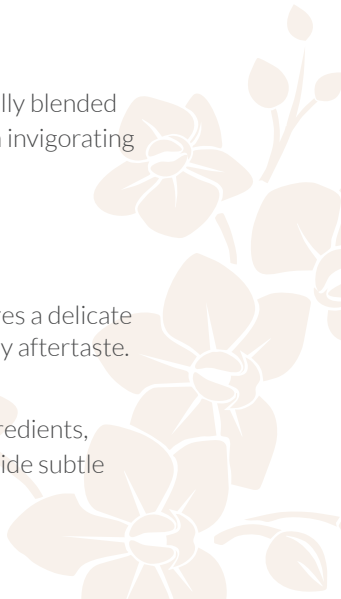 lly blended
invigorating
es a delicate
y aftertaste.
redients,
ide subtle